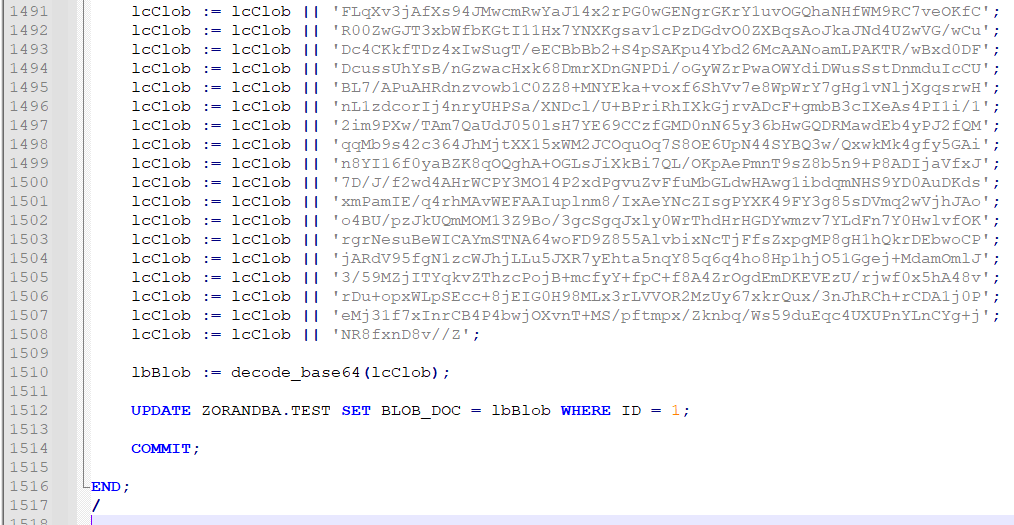 1491 lcClob := lcClob || 'FLqXv3jAfXs94JMwcmRwYaJ14x2rPG0wGENgrGKrY1uvOGQhaNHfWM9RC7veOKfC';
1492 lcClob := lcClob || 'R00ZwGJT3xbWfbKGtI11Hx7YNXKgsav1cPzDGdvO0ZXBqsAoJkaJNd4UZwVG/wCu';
1493 lcClob := lcClob || 'Dc4CKkfTDz4xIwSugT/eECBbBb2+S4pSAKpu4Ybd26McAANoamLPAKTR/wBxd0DF';
1494 lcClob := lcClob || 'DcussUhYsB/nGzwacHxk68DmrXDnGNPDi/oGyWZrPwaOWYdiDWusSstDnmduIcCU';
1495 lcClob := lcClob || 'BL7/APuAHRdnzvowb1C0ZZ8+MNYEka+voxf6ShVv7e8WpWrY7gHg1vNljXgqsrwH';
1496 lcClob := lcClob || 'nL1zdcorIj4nryUHPSa/XNDcl/U+BPriRhIXkGjrvADcF+gmbB3cIXeAs4PI1i/1';
1497 lcClob := lcClob || '2im9PXw/TAm7QaUdJ050lsH7YE69CCzfGMD0nN65y36bHwGQDRMawdEb4yPJ2fQM';
1498 lcClob := lcClob || 'qqMb9s42c364JhMjtXX15xWM2JCOquOq7S8OE6UpN44SYBQ3w/QxwkMk4gfy5GAi';
1499 lcClob := lcClob || 'n8YI16f0yaBZK8qOQghA+OGLsJiXkBi7QL/OKpAePmnT9sZ8b5n9+P8ADIjaVfxJ';
1500 lcClob := lcClob || '7D/J/f2wd4AHrWCPY3MO14P2xdPgvuZvFfuMbGLdwHAwg1ibdqmNHS9YD0AuDKds';
1501 lcClob := lcClob || 'xmPamIE/q4rhMAvWEFAAIuplnm8/IxAeYNcZIsgPYXK49FY3g85sDVmq2wVjhJAo';
1502 lcClob := lcClob || 'o4BU/pzJkUQmMOM13Z9Bo/3gcSgqJxly0WrThdHrHGDYwmzv7YLdFn7Y0HwlvfOK';
1503 lcClob := lcClob || 'rgrNesuBeWICAYmSTNA64woFD9Z855AlvbixNcTjFfsZxpgMP8gH1hQkrDEbwoCP';
1504 lcClob := lcClob || 'jARdV95fgN1zcWJhjLLu5JXR7yEhta5nqY85q6q4ho8Hp1hjO51Ggej+MdamOmlJ';
1505 lcClob := lcClob || '3/59MZjITYqkvZThzcPojB+mcfyY+fpC+f8A4ZrOgdEmDKEVEzU/rjwf0x5hA48v';
1506 lcClob := lcClob || 'rDu+opxWLpSEcc+8jEIG0H98MLx3rLVVOR2MzUy67xkrQux/3nJhRCh+rCDA1j0P';
1507 lcClob := lcClob || 'eMj31f7xInrCB4P4bwjOXvnT+MS/pftmpx/Zknbq/Ws59duEqc4UXUPnYLnCYg+j';
1508 lcClob := lcClob || 'NR8fxnD8v//Z';
1509
1510 lbBlob := decode_base64(lcClob);
1511
1512 UPDATE ZORANDBA.TEST SET BLOB_DOC = lbBlob WHERE ID = 1;
1513
1514 COMMIT;
1515
1516 END;
1517 /
1518